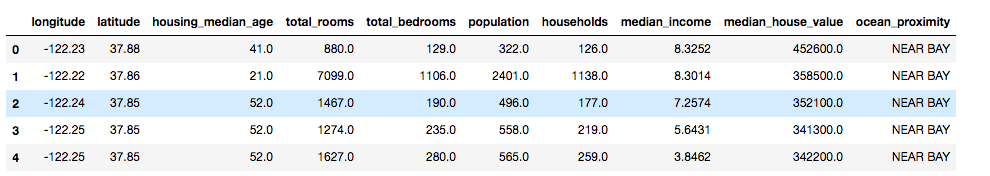 longitude latitude housing_median_age total_rooms total_bedrooms population households median_income median_house_value ocean_proximity
0 -122.23 37.88 41.0 880.0 129.0 322.0 126.0 8.3252 452600.0 NEAR BAY
1 -122.22 37.86 21.0 7099.0 1106.0 2401.0 1138.0 8.3014 358500.0 NEAR BAY
2 -122.24 37.85 52.0 1467.0 190.0 496.0 177.0 7.2574 352100.0 NEAR BAY
3 -122.25 37.85 52.0 1274.0 235.0 558.0 219.0 5.6431 341300.0 NEAR BAY
4 -122.25 37.85 52.0 1627.0 280.0 565.0 259.0 3.8462 342200.0 NEAR BAY